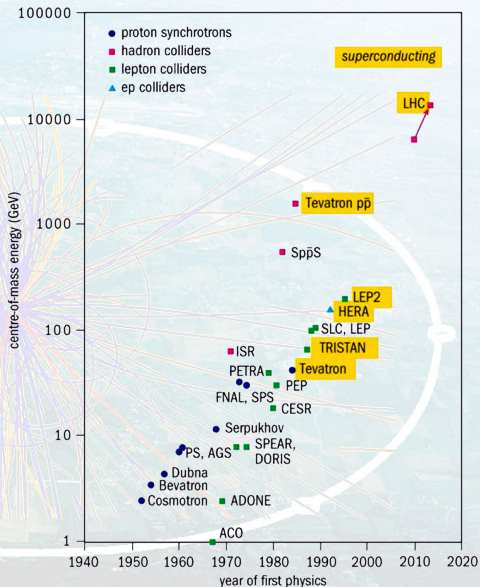 100000
10000
1000
100
10
1
centre-of-mass energy (GeV)
proton synchrotrons
hadron colliders
lepton colliders
ep colliders
superconducting
LHC
Tevatron pp̄
Spp̄S
LEP2
HERA
SLC, LEP
ISR
TRISTAN
PETRA
Tevatron
PEP
FNAL, SPS
CESR
Serpukhov
PS, AGS
SPEAR,
DORIS
Dubna
Bevatron
Cosmotron
ADONE
ACO
1940 1950 1960 1970 1980 1990 2000 2010 2020
year of first physics